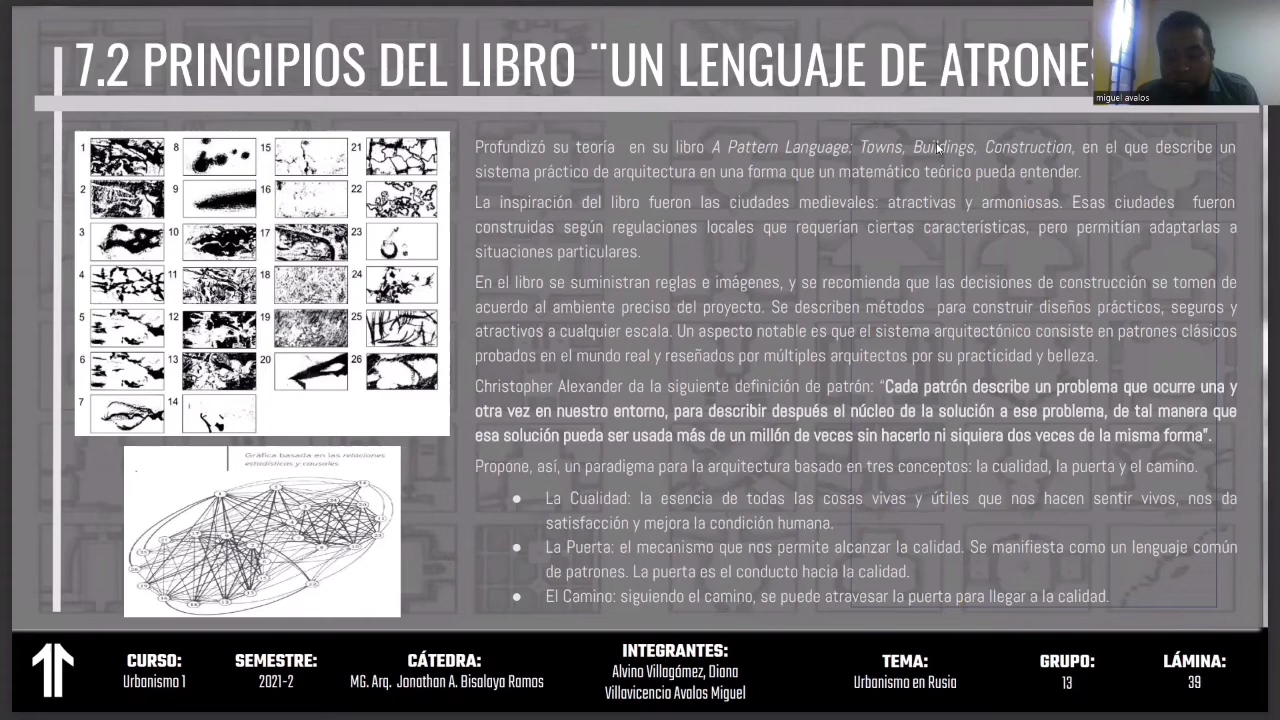 7.2 PRINCIPIOS DEL LIBRO ¨UN LENGUAJE DE ATRONES
miguel avalos
1 8 15 21
2 9 16 22
3 10 17 23
4 11 18 24
5 12 19 25
6 13 20 26
7 14
Gráfica basada en las relaciones
estadísticas y causales
Profundizó su teoría en su libro A Pattern Language: Towns, Buildings, Construction, en el que describe un
sistema práctico de arquitectura en una forma que un matemático teórico pueda entender.
La inspiración del libro fueron las ciudades medievales: atractivas y armoniosas. Esas ciudades fueron
construidas según regulaciones locales que requerían ciertas características, pero permitían adaptarlas a
situaciones particulares.
En el libro se suministran reglas e imágenes, y se recomienda que las decisiones de construcción se tomen de
acuerdo al ambiente preciso del proyecto. Se describen métodos para construir diseños prácticos, seguros y
atractivos a cualquier escala. Un aspecto notable es que el sistema arquitectónico consiste en patrones clásicos
probados en el mundo real y reseñados por múltiples arquitectos por su practicidad y belleza.
Christopher Alexander da la siguiente definición de patrón: “Cada patrón describe un problema que ocurre una y
otra vez en nuestro entorno, para describir después el núcleo de la solución a ese problema, de tal manera que
esa solución pueda ser usada más de un millón de veces sin hacerlo ni siquiera dos veces de la misma forma”.
Propone, así, un paradigma para la arquitectura basado en tres conceptos: la cualidad, la puerta y el camino.
● La Cualidad: la esencia de todas las cosas vivas y útiles que nos hacen sentir vivos, nos da
satisfacción y mejora la condición humana.
● La Puerta: el mecanismo que nos permite alcanzar la calidad. Se manifiesta como un lenguaje común
de patrones. La puerta es el conducto hacia la calidad.
● El Camino: siguiendo el camino, se puede atravesar la puerta para llegar a la calidad.
CURSO:
Urbanismo 1
SEMESTRE:
2021-2
CÁTEDRA:
MG. Arq. Jonathan A. Bisalaya Ramos
INTEGRANTES:
Alvino Villagómez, Diana
Villavicencio Avalos Miguel
TEMA:
Urbanismo en Rusia
GRUPO:
13
LÁMINA:
39